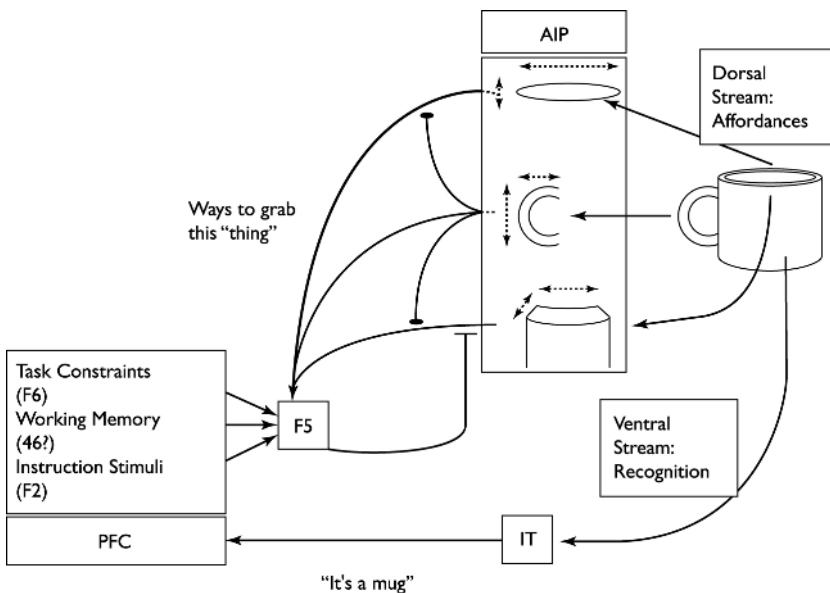 AIP
Dorsal
Stream:
Affordances
Ways to grab
this "thing"
Task Constraints
(F6)
Working Memory
(46?)
Instruction Stimuli
(F2)
F5
Ventral
Stream:
Recognition
PFC
IT
"It's a mug"